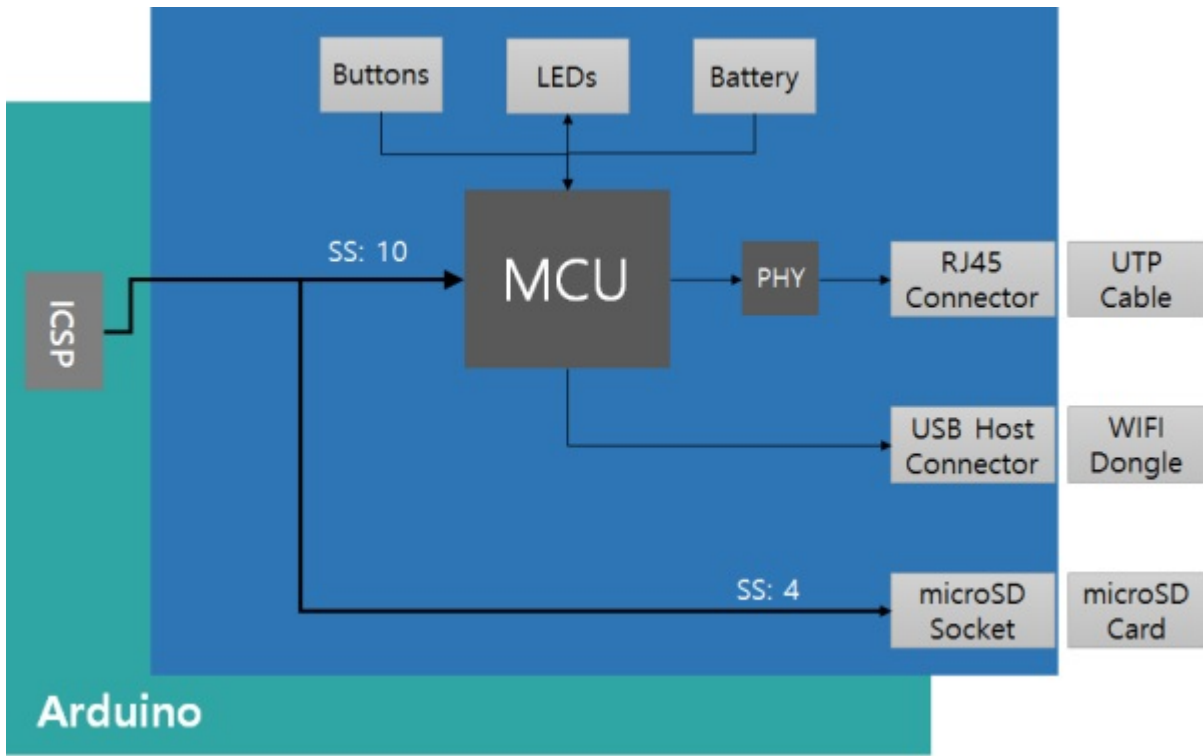 Buttons
LEDs
Battery
SS: 10
MCU
PHY
RJ45
Connector
UTP
Cable
ICSP
USB Host
Connector
WIFI
Dongle
SS: 4
microSD
Socket
microSD
Card
Arduino